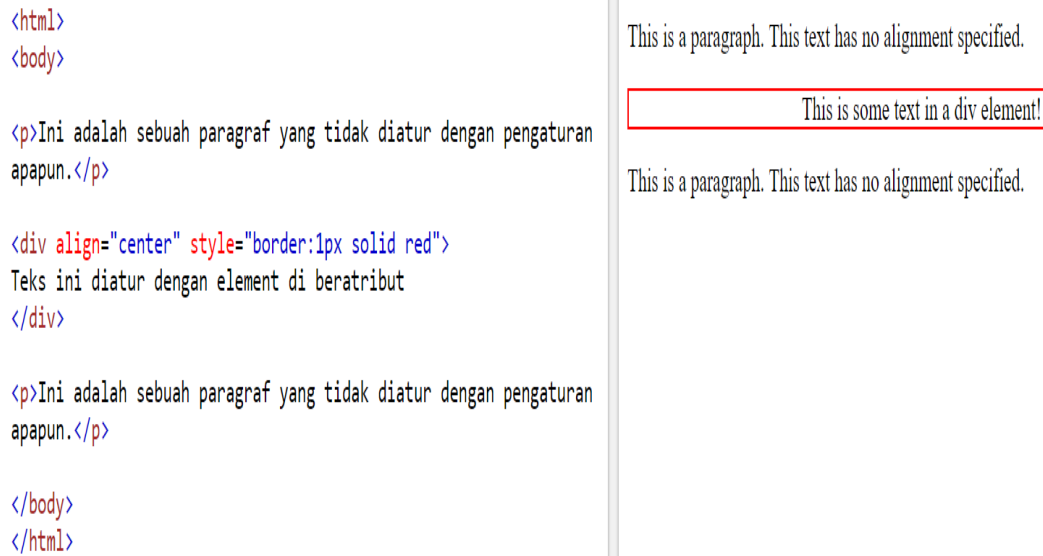 <html>
<body>
<p>Ini adalah sebuah paragraf yang tidak diatur dengan pengaturan
apapun.</p>
<div align="center" style="border:1px solid red">
Teks ini diatur dengan element di beratribut
</div>
<p>Ini adalah sebuah paragraf yang tidak diatur dengan pengaturan
apapun.</p>
</body>
</html>
This is a paragraph. This text has no alignment specified.
This is some text in a div element!
This is a paragraph. This text has no alignment specified.